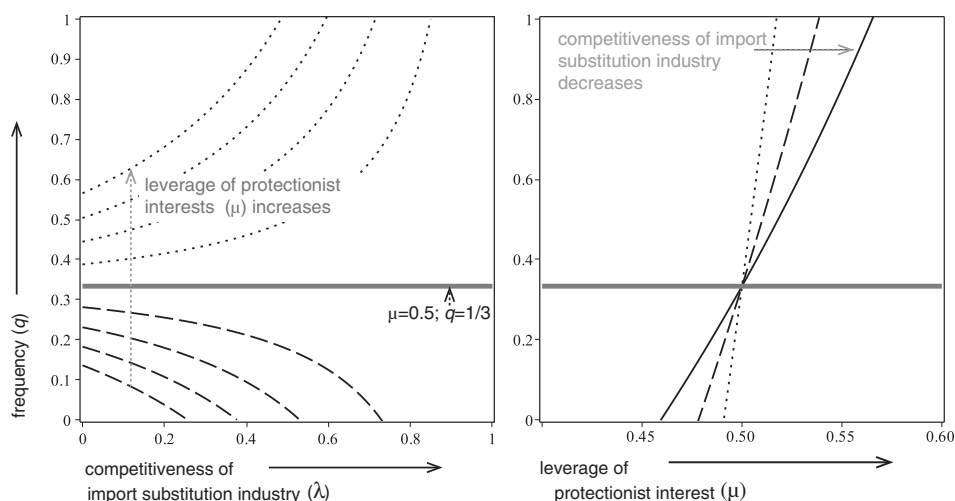 1
0.9
0.8
0.7
0.6
0.5
0.4
0.3
0.2
0.1
0
frequency (q)
leverage of protectionist
interests (μ) increases
μ=0.5; q=1/3
0
0.2
0.4
0.6
0.8
1
competitiveness of
import substitution industry (λ)
1
0.8
0.6
0.4
0.2
0
competitiveness of import
substitution industry
decreases
0.45
0.50
0.55
0.60
leverage of
protectionist interest (μ)